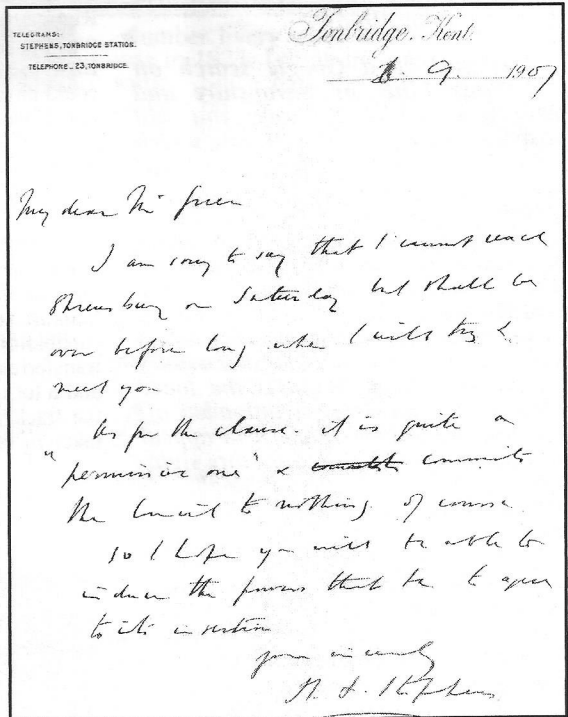 TELEGRAMS:
STEPHENS, TONBRIDGE STATION.
TELEPHONE _ 23, TONBRIDGE.
Tonbridge. Kent.
9. 1907
My dear Mr Green
I am sorry to say that I cannot reach
Shrewsbury on Saturday but shall be
over before long when I will try &
meet you
As for the clause. it is quite a
"permissive one" & commits
the Council to nothing of course
so I hope you will be able to
induce the powers that be to agree
to its insertion
yours sincerely
H. F. Stephens